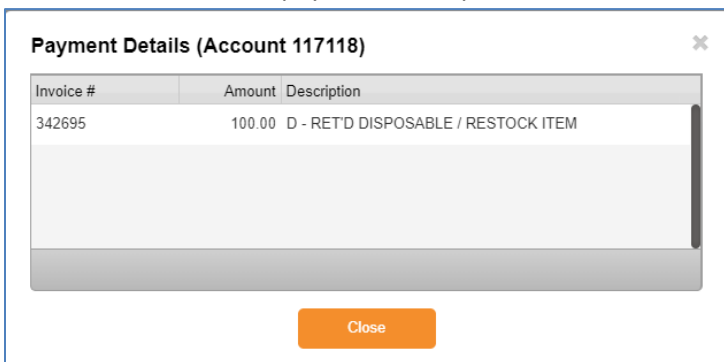 Payment Details (Account 117118)
Invoice # Amount Description
342695 100.00 D - RET'D DISPOSABLE / RESTOCK ITEM
Close